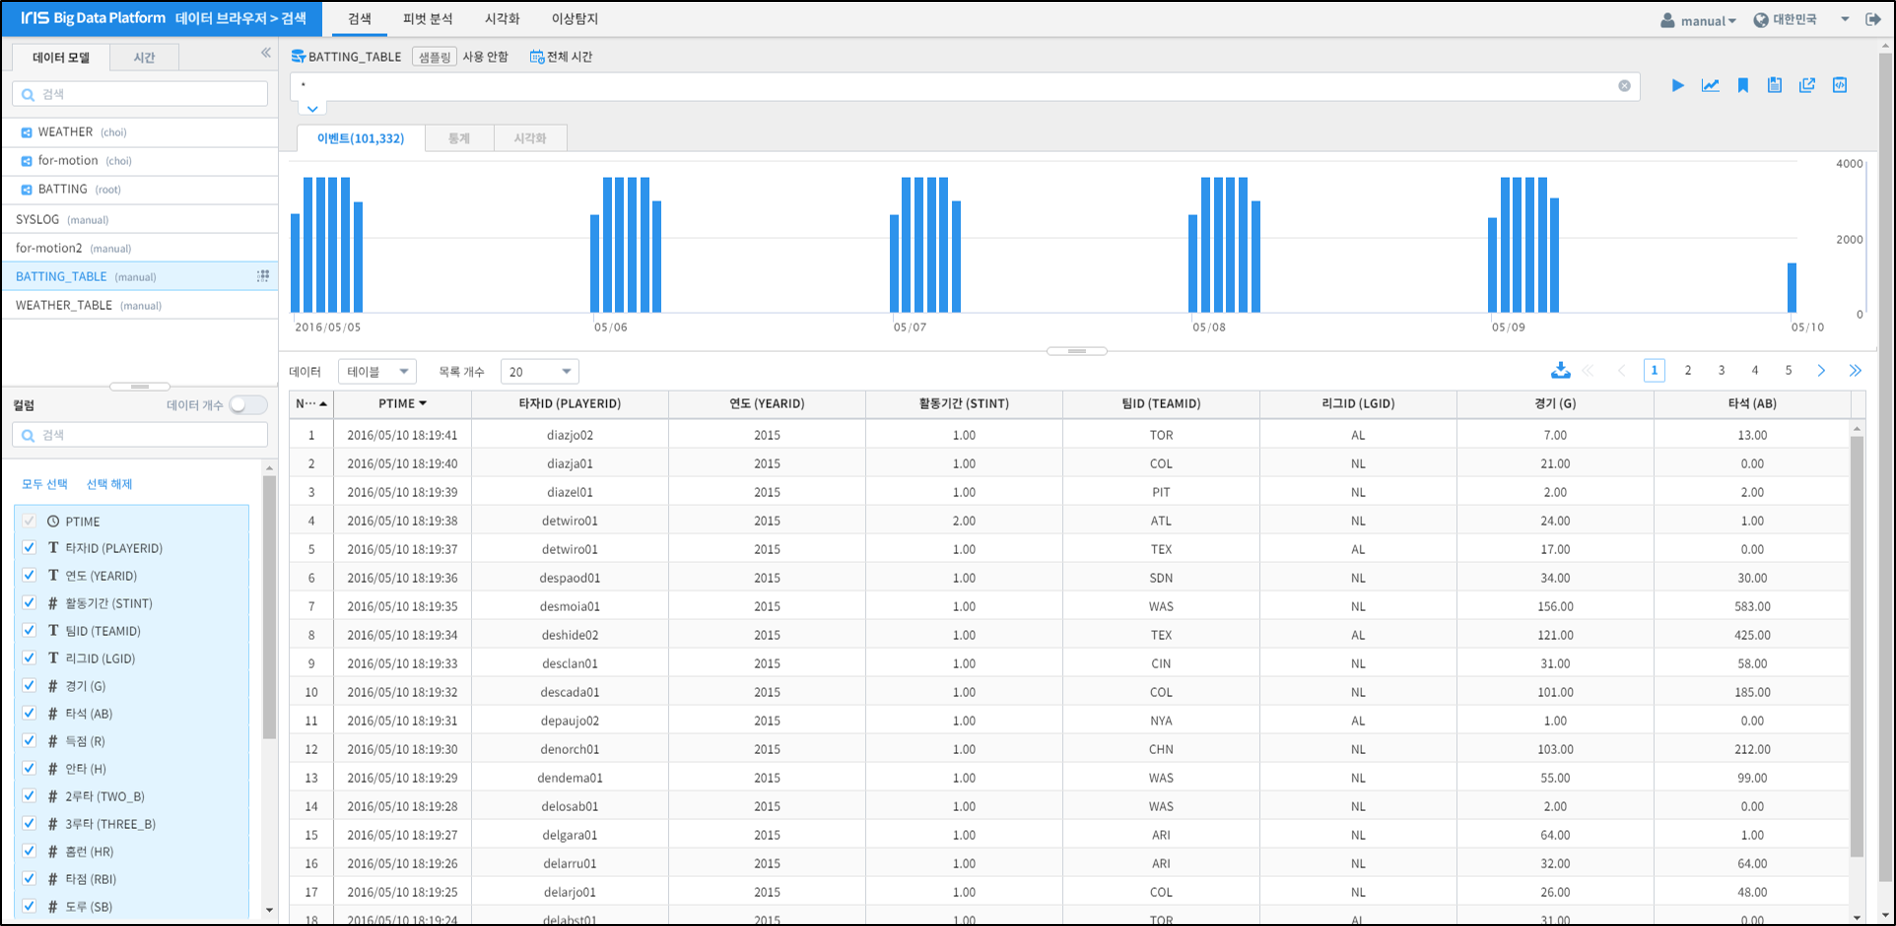 IRIS Big Data Platform 데이터 브라우저 > 검색 검색 피벗 분석 시각화 이상탐지 manual 대한민국
데이터 모델 시간
검색
WEATHER (choi)
for-motion (choi)
BATTING (root)
SYSLOG (manual)
for-motion2 (manual)
BATTING_TABLE (manual)
WEATHER_TABLE (manual)
컬럼 데이터 개수
검색
모두 선택 선택 해제
PTIME
T 타자ID (PLAYERID)
T 연도 (YEARID)
# 활동기간 (STINT)
T 팀ID (TEAMID)
T 리그ID (LGID)
# 경기 (G)
# 타석 (AB)
# 득점 (R)
# 안타 (H)
# 2루타 (TWO_B)
# 3루타 (THREE_B)
# 홈런 (HR)
# 타점 (RBI)
# 도루 (SB)
BATTING_TABLE 샘플링 사용 안함 전체 시간
*
이벤트(101,332) 통계 시각화
4000
2000
0
2016/05/05 05/06 05/07 05/08 05/09 05/10
데이터 테이블 목록 개수 20 1 2 3 4 5
N··· PTIME 타자ID (PLAYERID) 연도 (YEARID) 활동기간 (STINT) 팀ID (TEAMID) 리그ID (LGID) 경기 (G) 타석 (AB)
1 2016/05/10 18:19:41 diazjo02 2015 1.00 TOR AL 7.00 13.00
2 2016/05/10 18:19:40 diazja01 2015 1.00 COL NL 21.00 0.00
3 2016/05/10 18:19:39 diazel01 2015 1.00 PIT NL 2.00 2.00
4 2016/05/10 18:19:38 detwiro01 2015 2.00 ATL NL 24.00 1.00
5 2016/05/10 18:19:37 detwiro01 2015 1.00 TEX AL 17.00 0.00
6 2016/05/10 18:19:36 despaod01 2015 1.00 SDN NL 34.00 30.00
7 2016/05/10 18:19:35 desmoia01 2015 1.00 WAS NL 156.00 583.00
8 2016/05/10 18:19:34 deshide02 2015 1.00 TEX AL 121.00 425.00
9 2016/05/10 18:19:33 desclan01 2015 1.00 CIN NL 31.00 58.00
10 2016/05/10 18:19:32 descada01 2015 1.00 COL NL 101.00 185.00
11 2016/05/10 18:19:31 depaujo02 2015 1.00 NYA AL 1.00 0.00
12 2016/05/10 18:19:30 denorch01 2015 1.00 CHN NL 103.00 212.00
13 2016/05/10 18:19:29 dendema01 2015 1.00 WAS NL 55.00 99.00
14 2016/05/10 18:19:28 delosab01 2015 1.00 WAS NL 2.00 0.00
15 2016/05/10 18:19:27 delgara01 2015 1.00 ARI NL 64.00 1.00
16 2016/05/10 18:19:26 delarru01 2015 1.00 ARI NL 32.00 64.00
17 2016/05/10 18:19:25 delarjo01 2015 1.00 COL NL 26.00 48.00
18 2016/05/10 18:19:24 delabst01 2015 1.00 TOR AL 31.00 0.00